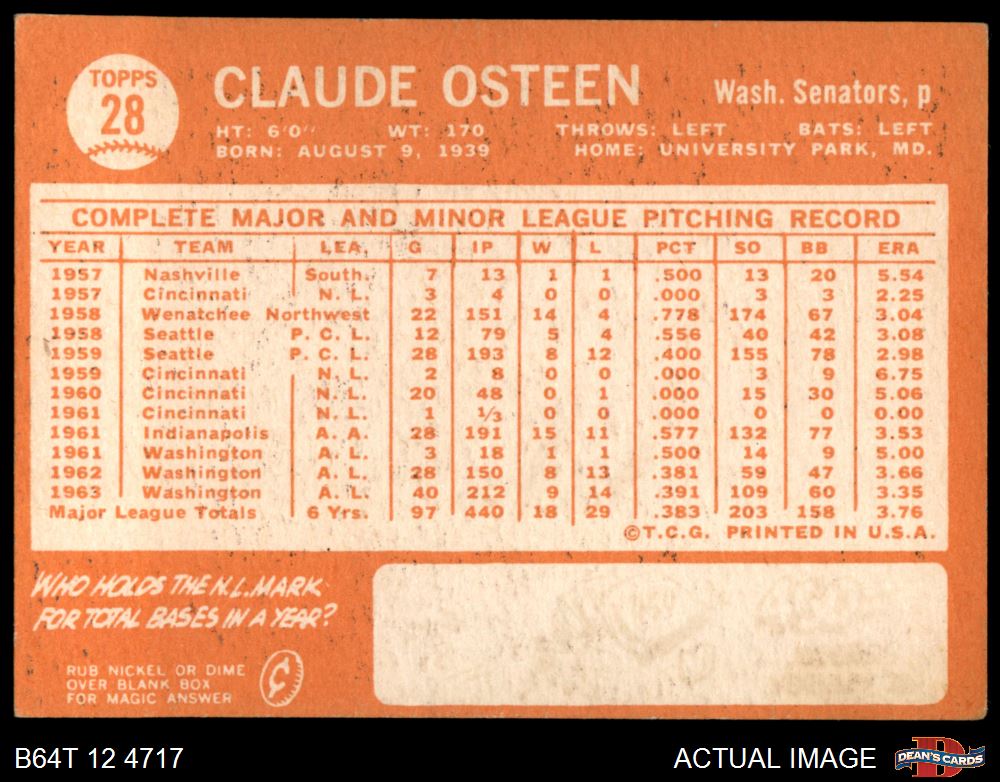 TOPPS
28
CLAUDE OSTEEN
Wash. Senators, p
HT: 6'0" WT: 170 THROWS: LEFT BATS: LEFT
BORN: AUGUST 9, 1939 HOME: UNIVERSITY PARK, MD.
COMPLETE MAJOR AND MINOR LEAGUE PITCHING RECORD
YEAR TEAM LEA. G IP W L PCT SO BB ERA
1957 Nashville South. 7 13 1 1 .500 13 20 5.54
1957 Cincinnati N. L. 3 4 0 0 .000 3 3 2.25
1958 Wenatchee Northwest 22 151 14 4 .778 174 67 3.04
1958 Seattle P. C. L. 12 79 5 4 .556 40 42 3.08
1959 Seattle P. C. L. 28 193 8 12 .400 155 78 2.98
1959 Cincinnati N. L. 2 8 0 0 .000 3 9 6.75
1960 Cincinnati N. L. 20 48 0 1 .000 15 30 5.06
1961 Cincinnati N. L. 1 1/3 0 0 .000 0 0 0.00
1961 Indianapolis A. A. 28 191 15 11 .577 132 77 3.53
1961 Washington A. L. 3 18 1 1 .500 14 9 5.00
1962 Washington A. L. 28 150 8 13 .381 59 47 3.66
1963 Washington A. L. 40 212 9 14 .391 109 60 3.35
Major League Totals 6 Yrs. 97 440 18 29 .383 203 158 3.76
©T.C.G. PRINTED IN U.S.A.
WHO HOLDS THE N.L. MARK
FOR TOTAL BASES IN A YEAR?
RUB NICKEL OR DIME
OVER BLANK BOX
FOR MAGIC ANSWER
¢
B64T 12 4717
ACTUAL IMAGE
D
DEAN'S CARDS